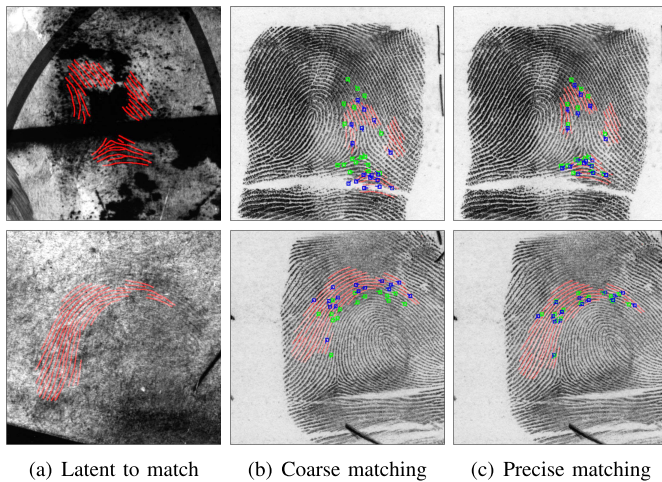 (a) Latent to match
(b) Coarse matching
(c) Precise matching